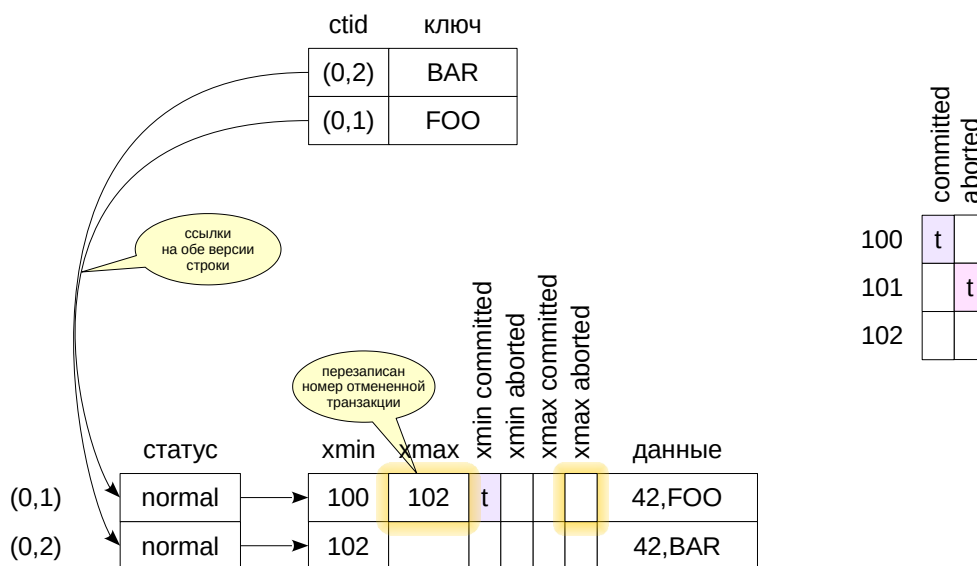 ctid ключ
(0,2) BAR
(0,1) FOO
committed
aborted
100 t
101 t
102
ссылки
на обе версии
строки
перезаписан
номер отмененной
транзакции
xmin committed
xmin aborted
xmax committed
xmax aborted
статус xmin xmax данные
(0,1) normal 100 102 t 42,FOO
(0,2) normal 102 42,BAR